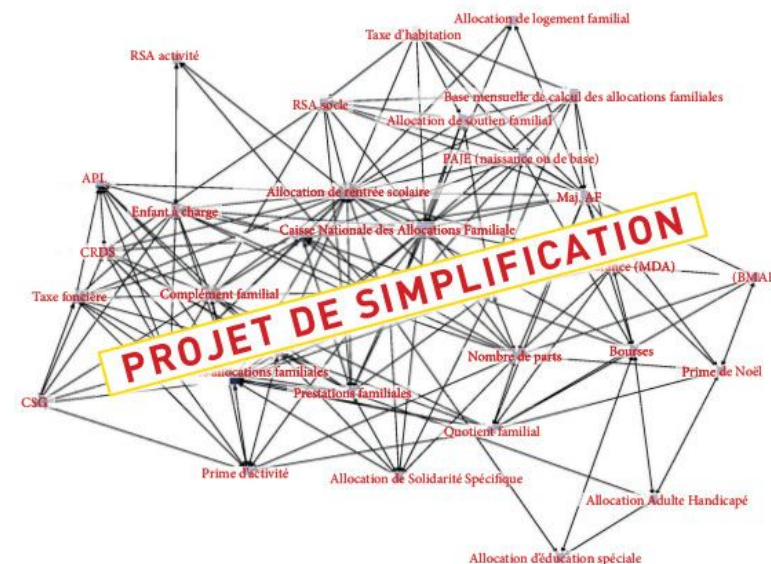 Allocation de logement familial
Taxe d'habitation
RSA activité
RSA socle
Base mensuelle de calcul des allocations familiales
Allocation de soutien familial
PAJE (naissance ou de base)
APL
Allocation de rentrée scolaire
Maj. AF
Enfant à charge
Caisse Nationale des Allocations Familiale
CRDS
(MDA)
Taxe foncière
Complément familial
PROJET DE SIMPLIFICATION
Nombre de parts
Bourses
Prime de Noël
allocations familiales
Prestations familiales
CSG
Quotient familial
Prime d'activité
Allocation de Solidarité Spécifique
Allocation Adulte Handicapé
Allocation d'éducation spéciale